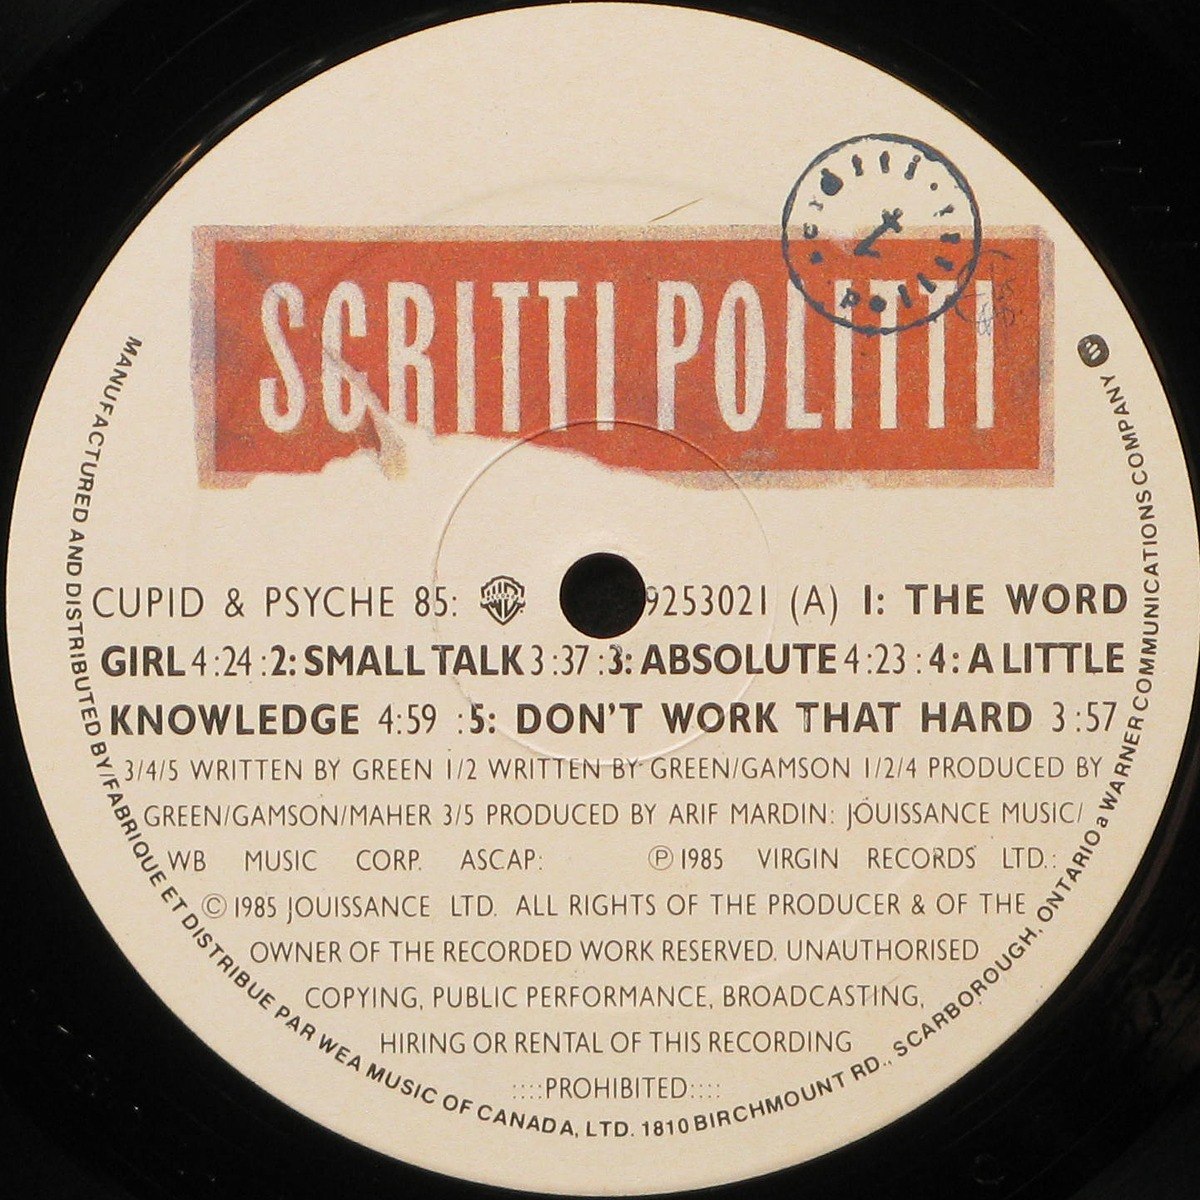 SCRITTI POLITTI
scritti · politti
CUPID & PSYCHE 85: 9253021 (A) 1: THE WORD
GIRL 4:24 :2: SMALL TALK 3:37 :3: ABSOLUTE 4:23 :4: A LITTLE
KNOWLEDGE 4:59 :5: DON'T WORK THAT HARD 3:57
3/4/5 WRITTEN BY GREEN 1/2 WRITTEN BY GREEN/GAMSON 1/2/4 PRODUCED BY
GREEN/GAMSON/MAHER 3/5 PRODUCED BY ARIF MARDIN: JOUISSANCE MUSIC/
WB MUSIC CORP. ASCAP: ℗ 1985 VIRGIN RECORDS LTD.:
© 1985 JOUISSANCE LTD. ALL RIGHTS OF THE PRODUCER & OF THE
OWNER OF THE RECORDED WORK RESERVED. UNAUTHORISED
COPYING, PUBLIC PERFORMANCE, BROADCASTING,
HIRING OR RENTAL OF THIS RECORDING
::::PROHIBITED::::
MANUFACTURED AND DISTRIBUTED BY/FABRIQUE ET DISTRIBUE PAR WEA MUSIC OF CANADA, LTD. 1810 BIRCHMOUNT RD., SCARBOROUGH, ONTARIO a WARNER COMMUNICATIONS COMPANY